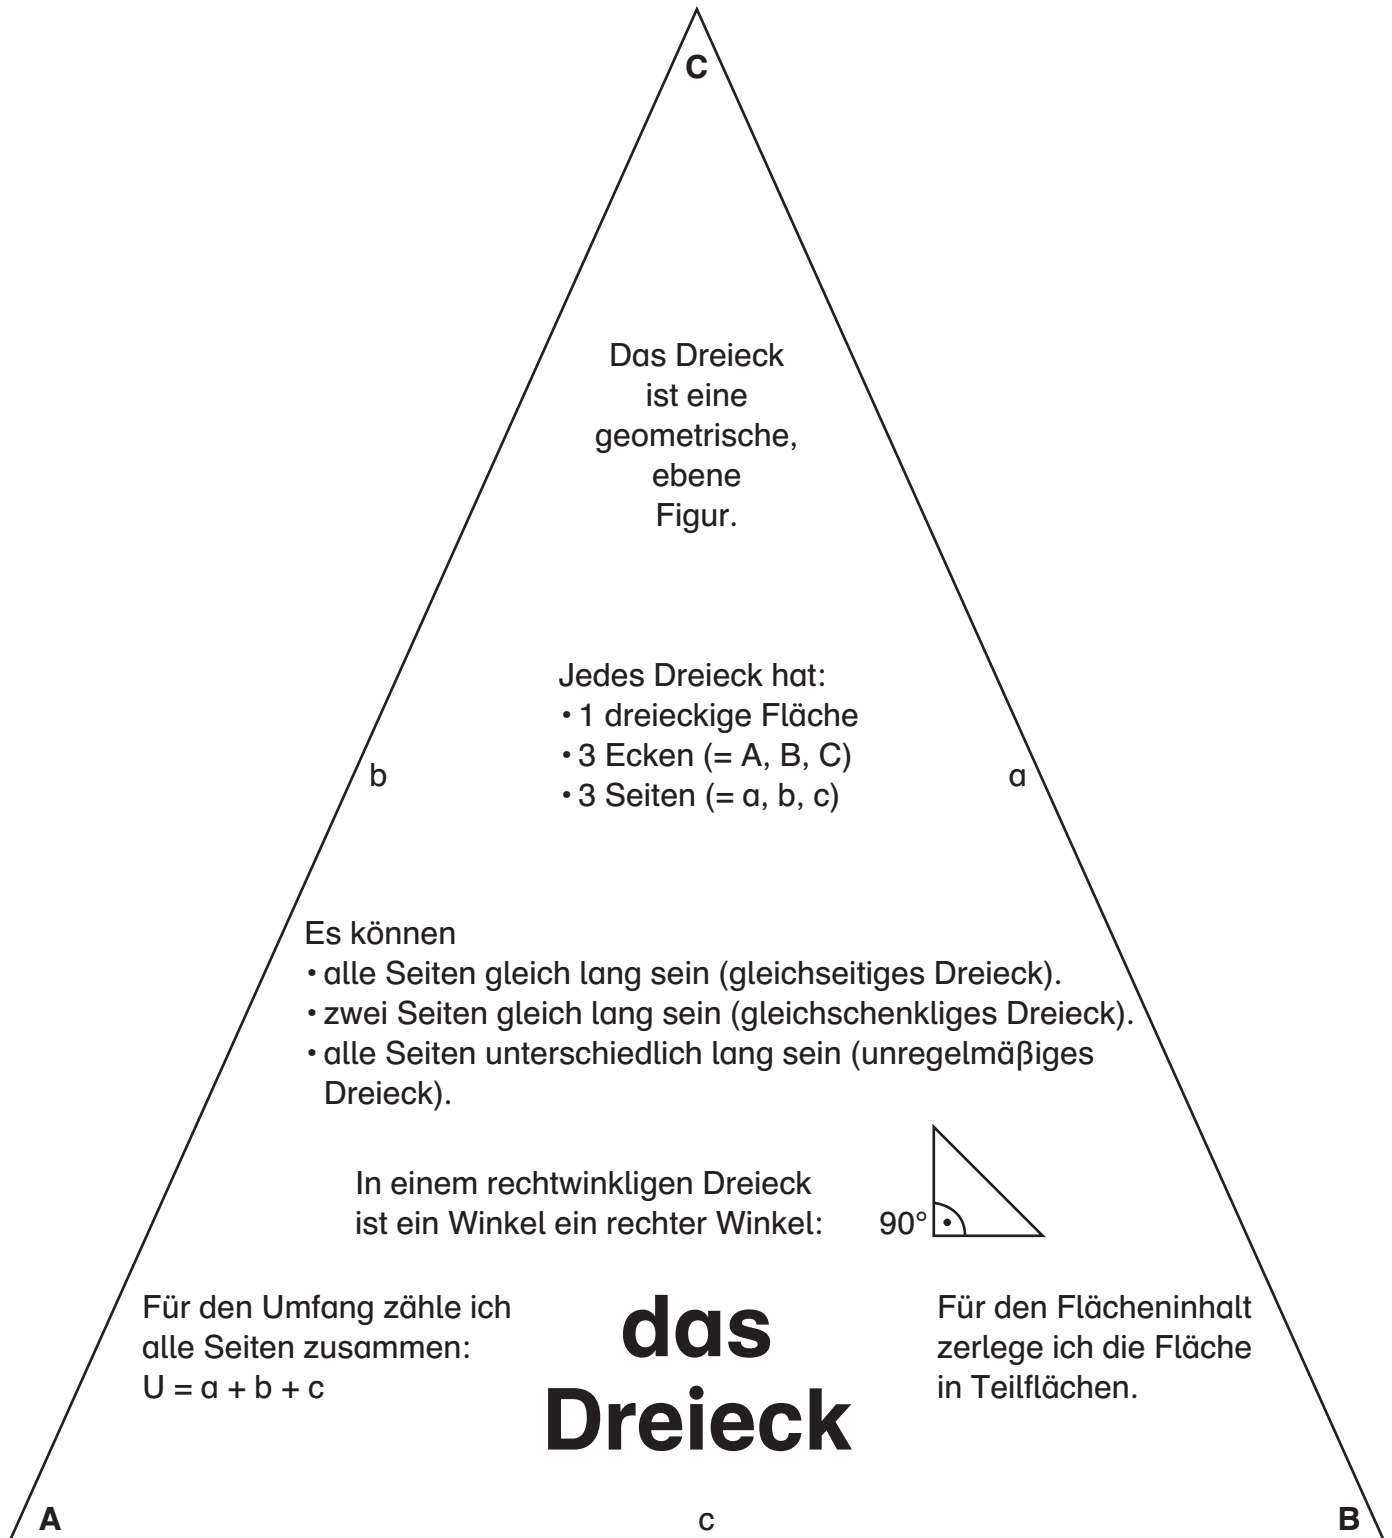 C
Das Dreieck
ist eine
geometrische,
ebene
Figur.
Jedes Dreieck hat:
• 1 dreieckige Fläche
• 3 Ecken (= A, B, C)
• 3 Seiten (= a, b, c)
b
a
Es können
• alle Seiten gleich lang sein (gleichseitiges Dreieck).
• zwei Seiten gleich lang sein (gleichschenkliges Dreieck).
• alle Seiten unterschiedlich lang sein (unregelmäßiges
Dreieck).
In einem rechtwinkligen Dreieck
ist ein Winkel ein rechter Winkel:
90°
Für den Umfang zähle ich
alle Seiten zusammen:
U = a + b + c
das
Dreieck
Für den Flächeninhalt
zerlege ich die Fläche
in Teilflächen.
A
c
B